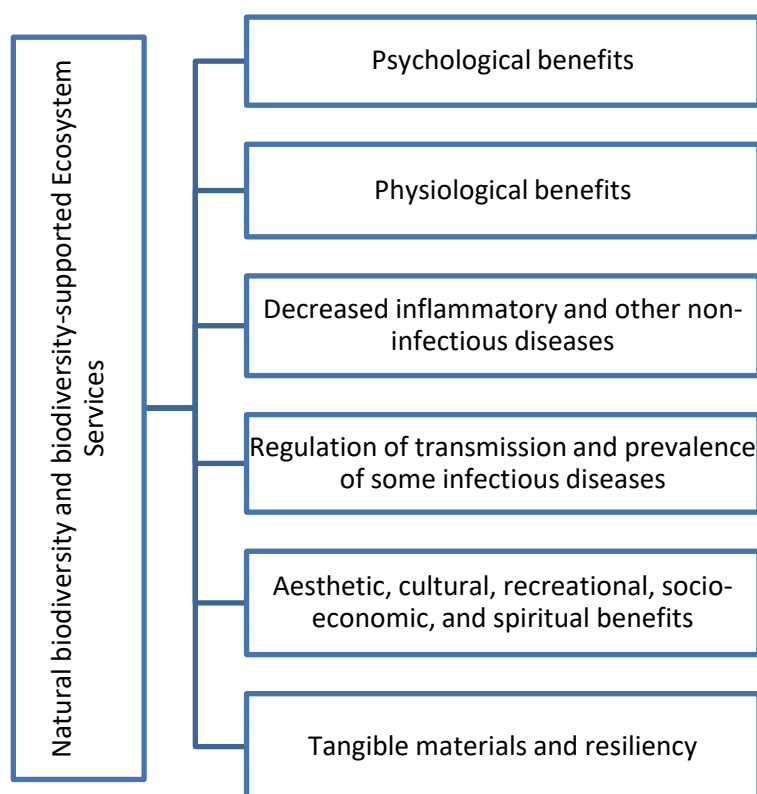 Natural biodiversity and biodiversity-supported Ecosystem
Services
Psychological benefits
Physiological benefits
Decreased inflammatory and other non-
infectious diseases
Regulation of transmission and prevalence
of some infectious diseases
Aesthetic, cultural, recreational, socio-
economic, and spiritual benefits
Tangible materials and resiliency